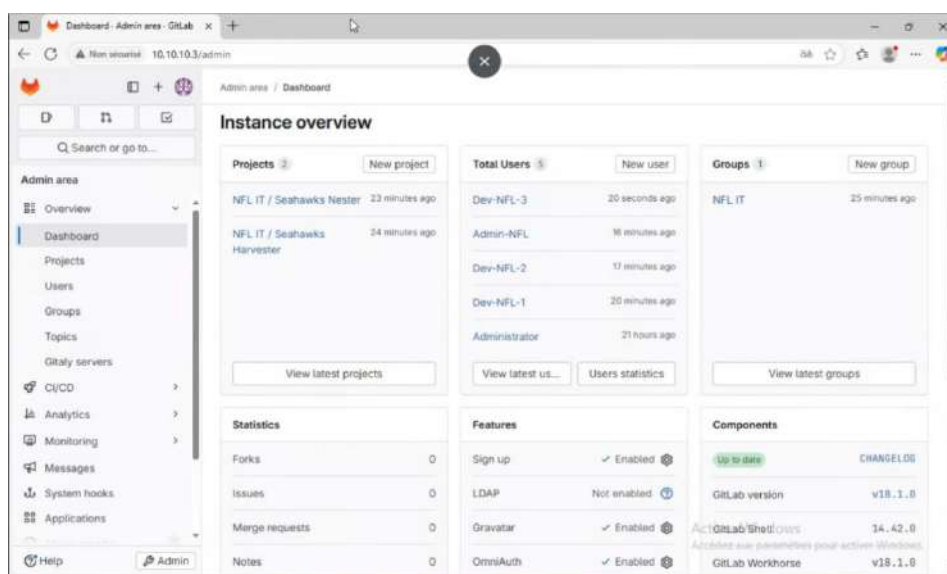 Dashboard · Admin area · GitLab
Non sécurisé 10.10.10.3/admin
Search or go to...
Admin area
Overview
Dashboard
Projects
Users
Groups
Topics
Gitaly servers
CI/CD
Analytics
Monitoring
Messages
System hooks
Applications
Help
Admin
Admin area / Dashboard
Instance overview
Projects 2 New project
NFL IT / Seahawks Nester 23 minutes ago
NFL IT / Seahawks Harvester 24 minutes ago
View latest projects
Total Users 5 New user
Dev-NFL-3 20 seconds ago
Admin-NFL 16 minutes ago
Dev-NFL-2 17 minutes ago
Dev-NFL-1 20 minutes ago
Administrator 21 hours ago
View latest us... Users statistics
Groups 1 New group
NFL IT 25 minutes ago
View latest groups
Statistics
Forks 0
Issues 0
Merge requests 0
Notes 0
Features
Sign up Enabled
LDAP Not enabled
Gravatar Enabled
OmniAuth Enabled
Components
Up to date CHANGELOG
GitLab version v18.1.0
GitLab Shell 14.42.0
GitLab Workhorse v18.1.0
Accédez aux paramètres pour activer Windows.